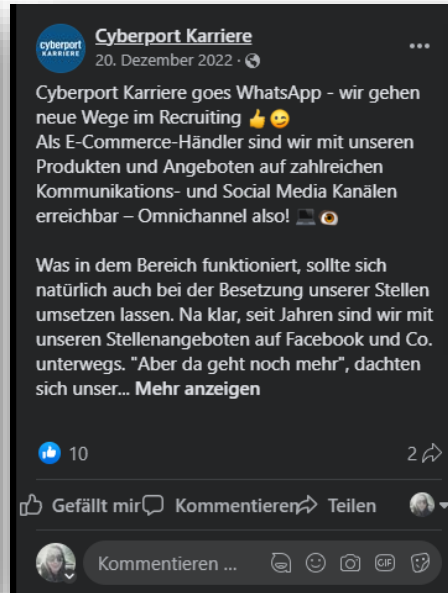 cyberport
KARRIERE
Cyberport Karriere
20. Dezember 2022 ·
Cyberport Karriere goes WhatsApp - wir gehen
neue Wege im Recruiting 👍😉
Als E-Commerce-Händler sind wir mit unseren
Produkten und Angeboten auf zahlreichen
Kommunikations- und Social Media Kanälen
erreichbar – Omnichannel also! 💻👁️
Was in dem Bereich funktioniert, sollte sich
natürlich auch bei der Besetzung unserer Stellen
umsetzen lassen. Na klar, seit Jahren sind wir mit
unseren Stellenangeboten auf Facebook und Co.
unterwegs. "Aber da geht noch mehr", dachten
sich unser... Mehr anzeigen
10 2
Gefällt mir Kommentieren Teilen
Kommentieren ... GIF